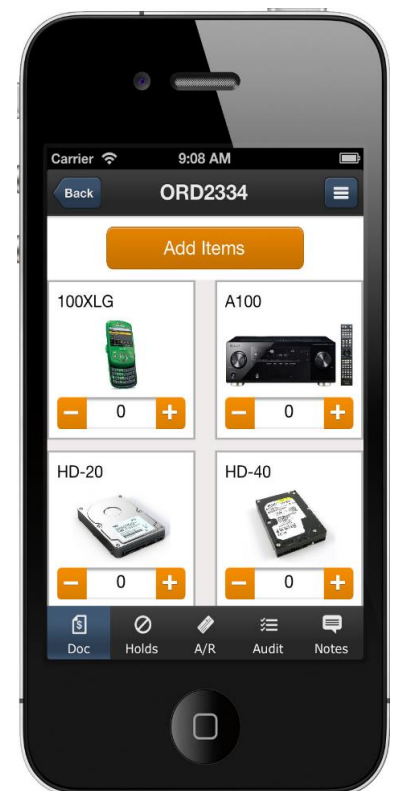 Carrier 9:08 AM
Back ORD2334
Add Items
100XLG A100
0 0
HD-20 HD-40
0 0
Doc Holds A/R Audit Notes